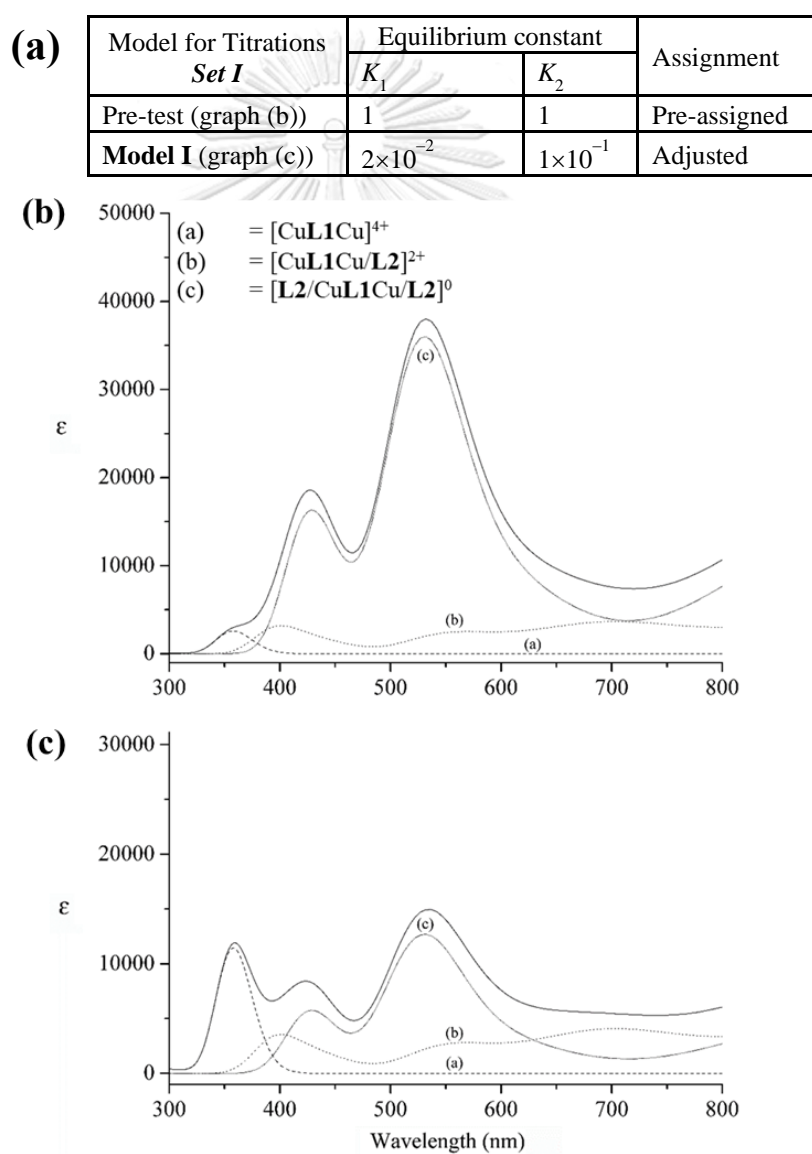 (a)
Model for Titrations Set I | Equilibrium constant | Assignment
K1 | K2
Pre-test (graph (b)) | 1 | 1 | Pre-assigned
Model I (graph (c)) | 2×10⁻² | 1×10⁻¹ | Adjusted
(b)
50000
(a) = [CuL1Cu]⁴⁺
(b) = [CuL1Cu/L2]²⁺
(c) = [L2/CuL1Cu/L2]⁰
40000
(c)
30000
ε
20000
10000
(b)
(a)
0
300 400 500 600 700 800
(c)
30000
20000
ε
(c)
10000
(b)
(a)
0
300 400 500 600 700 800
Wavelength (nm)